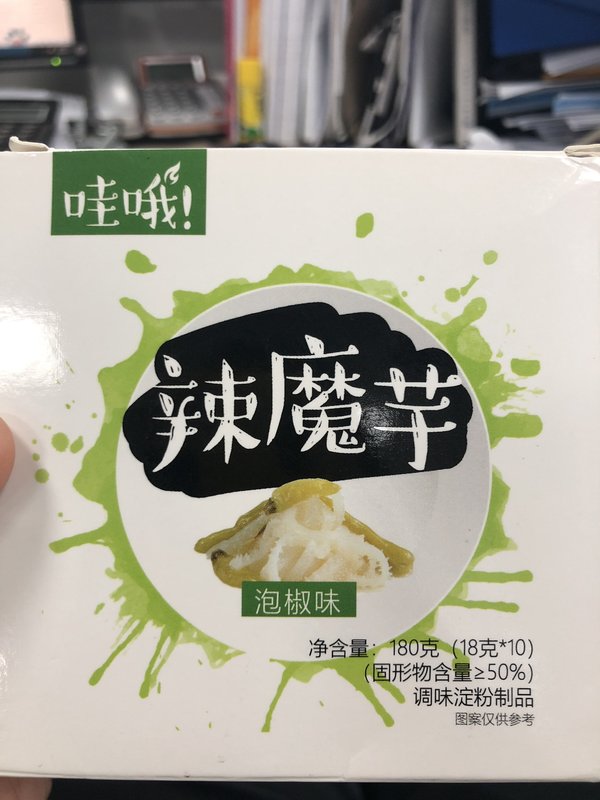 哇哦!
辣魔芋
泡椒味
净含量：180克（18克*10）
（固形物含量≥50%）
调味淀粉制品
图案仅供参考